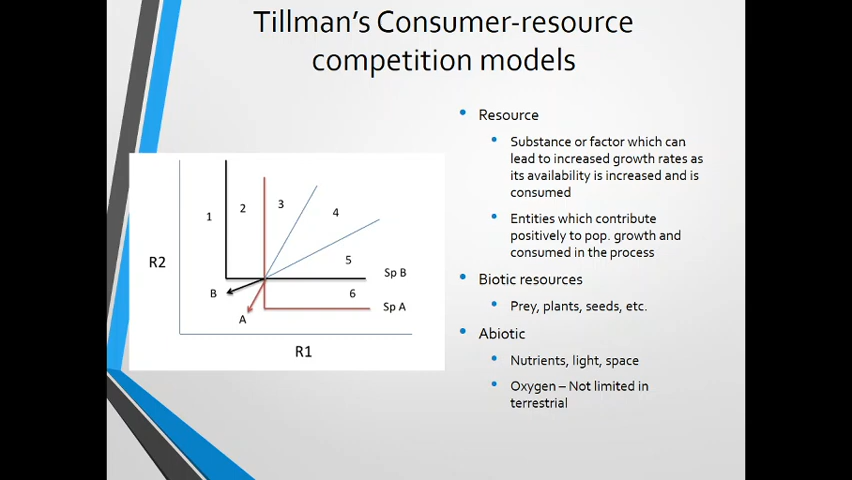 Tillman's Consumer-resource
competition models
1
2
3
4
5
6
R2
Sp B
B
Sp A
A
R1
Resource
Substance or factor which can
lead to increased growth rates as
its availability is increased and is
consumed
Entities which contribute
positively to pop. growth and
consumed in the process
Biotic resources
Prey, plants, seeds, etc.
Abiotic
Nutrients, light, space
Oxygen – Not limited in
terrestrial